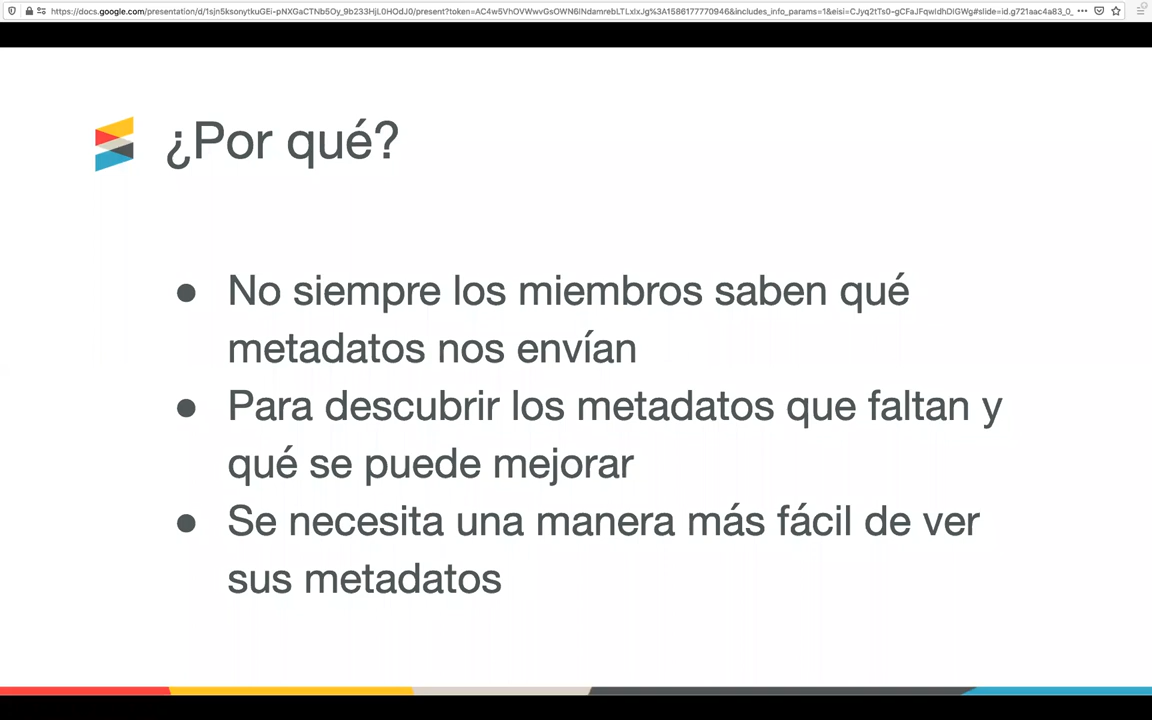 https://docs.google.com/presentation/d/1sjn5ksonytkuGEi-pNXGaCTNb5Oy_9b233HjL0HOdJ0/present?token=AC4w5VhOVWwvGsOWN6lNdamrebLTLxlxJg%3A1586177770946&includes_info_params=1&eisi=CJyq2tTs0-gCFaJFqwIdhDIGWg#slide=id.g721aac4a83_0_
¿Por qué?
● No siempre los miembros saben qué
metadatos nos envían
● Para descubrir los metadatos que faltan y
qué se puede mejorar
● Se necesita una manera más fácil de ver
sus metadatos